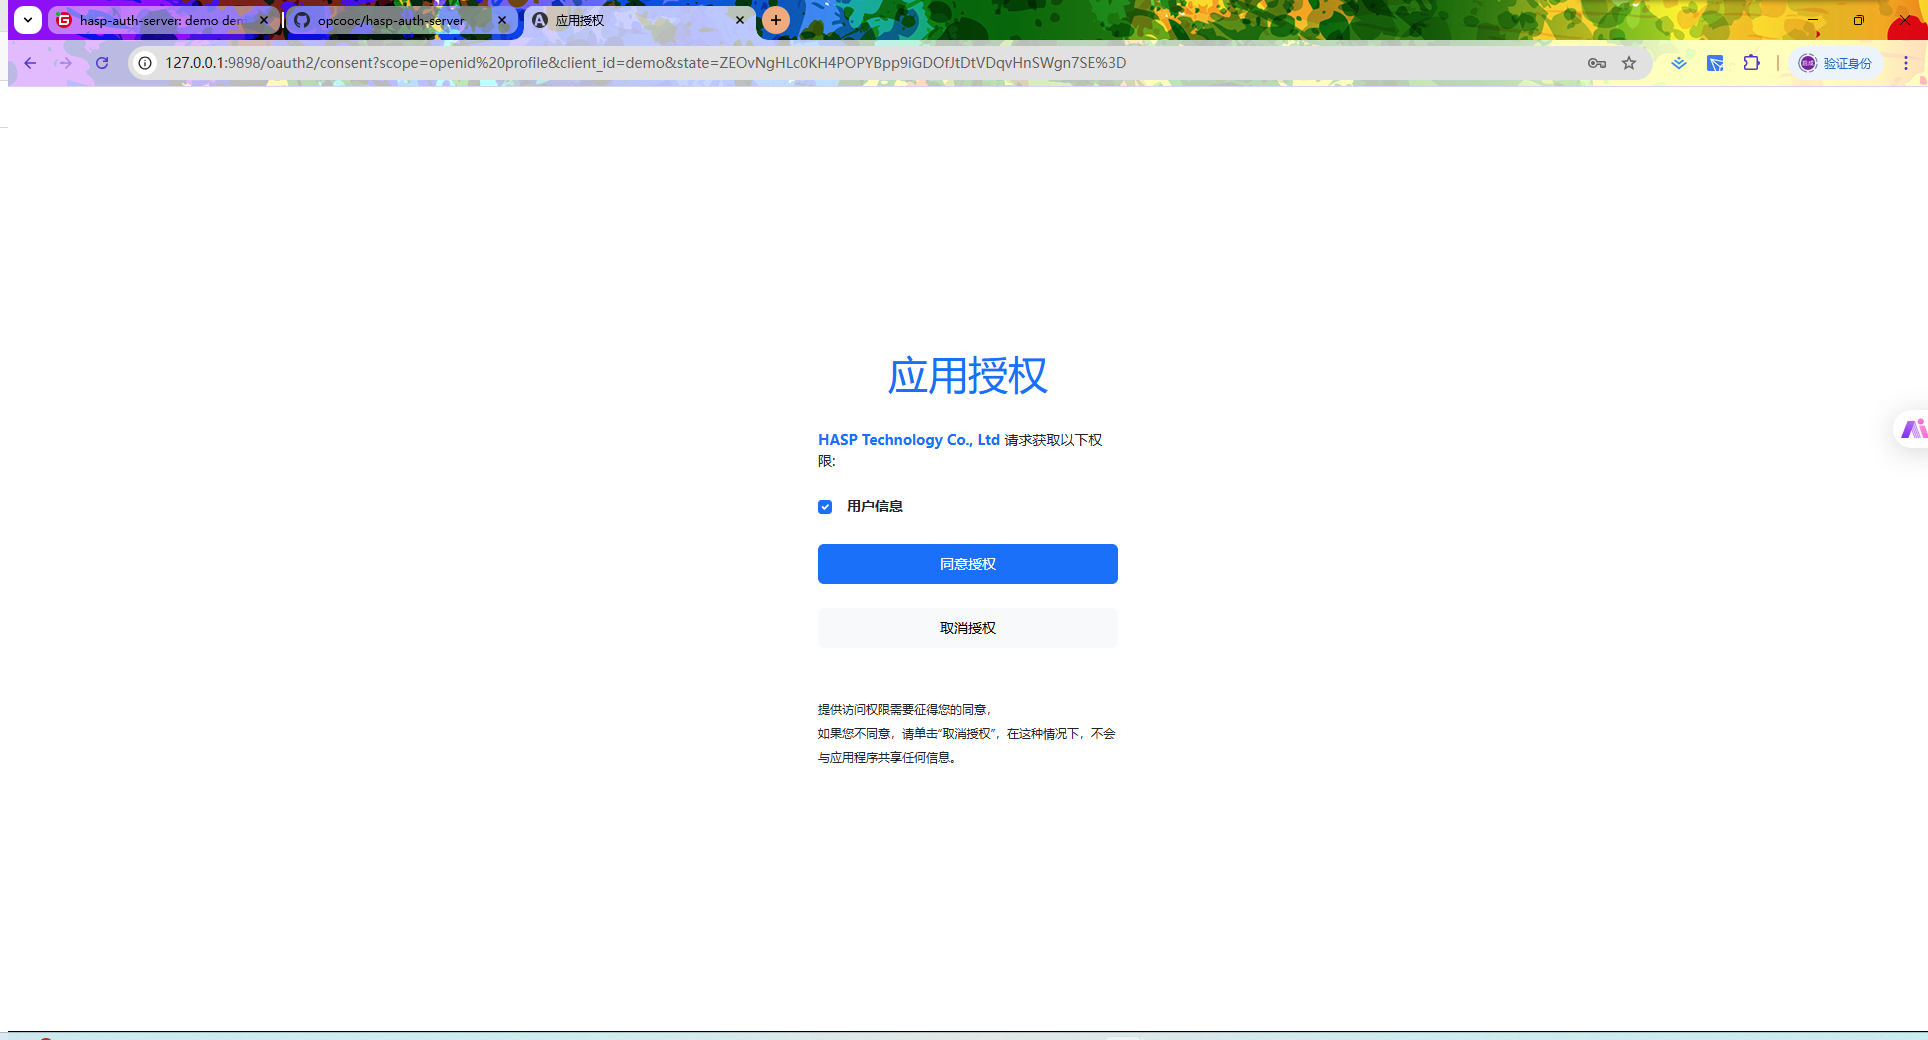 hasp-auth-server: demo dem
opcooc/hasp-auth-server
应用授权
127.0.0.1:9898/oauth2/consent?scope=openid%20profile&client_id=demo&state=ZEOvNgHLc0KH4POPYBpp9iGDOfJtDtVDqvHnSWgn7SE%3D
验证身份
应用授权
HASP Technology Co., Ltd 请求获取以下权
限:
用户信息
同意授权
取消授权
提供访问权限需要征得您的同意，
如果您不同意，请单击“取消授权”，在这种情况下，不会
与应用程序共享任何信息。